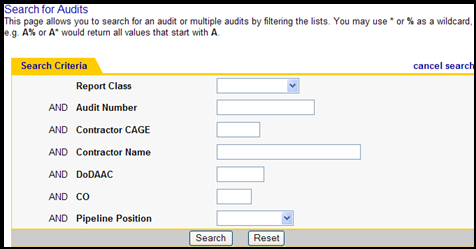 Search for Audits
This page allows you to search for an audit or multiple audits by filtering the lists. You may use * or % as a wildcard,
e.g. A% or A* would return all values that start with A.
Search Criteria cancel search
Report Class
AND Audit Number
AND Contractor CAGE
AND Contractor Name
AND DoDAAC
AND CO
AND Pipeline Position
Search Reset